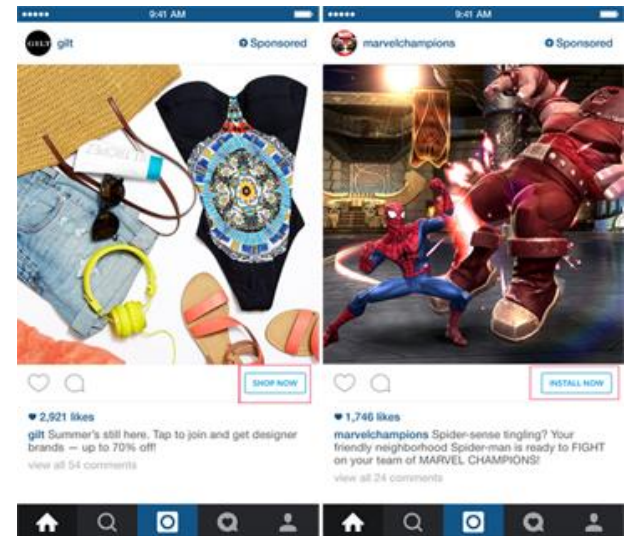 9:41 AM
GILT
gilt
Sponsored
SHOP NOW
2,921 likes
gilt Summer's still here. Tap to join and get designer
brands — up to 70% off!
view all 54 comments
9:41 AM
marvelchampions
Sponsored
INSTALL NOW
1,746 likes
marvelchampions Spider-sense tingling? Your
friendly neighborhood Spider-man is ready to FIGHT
on your team of MARVEL CHAMPIONS!
view all 24 comments